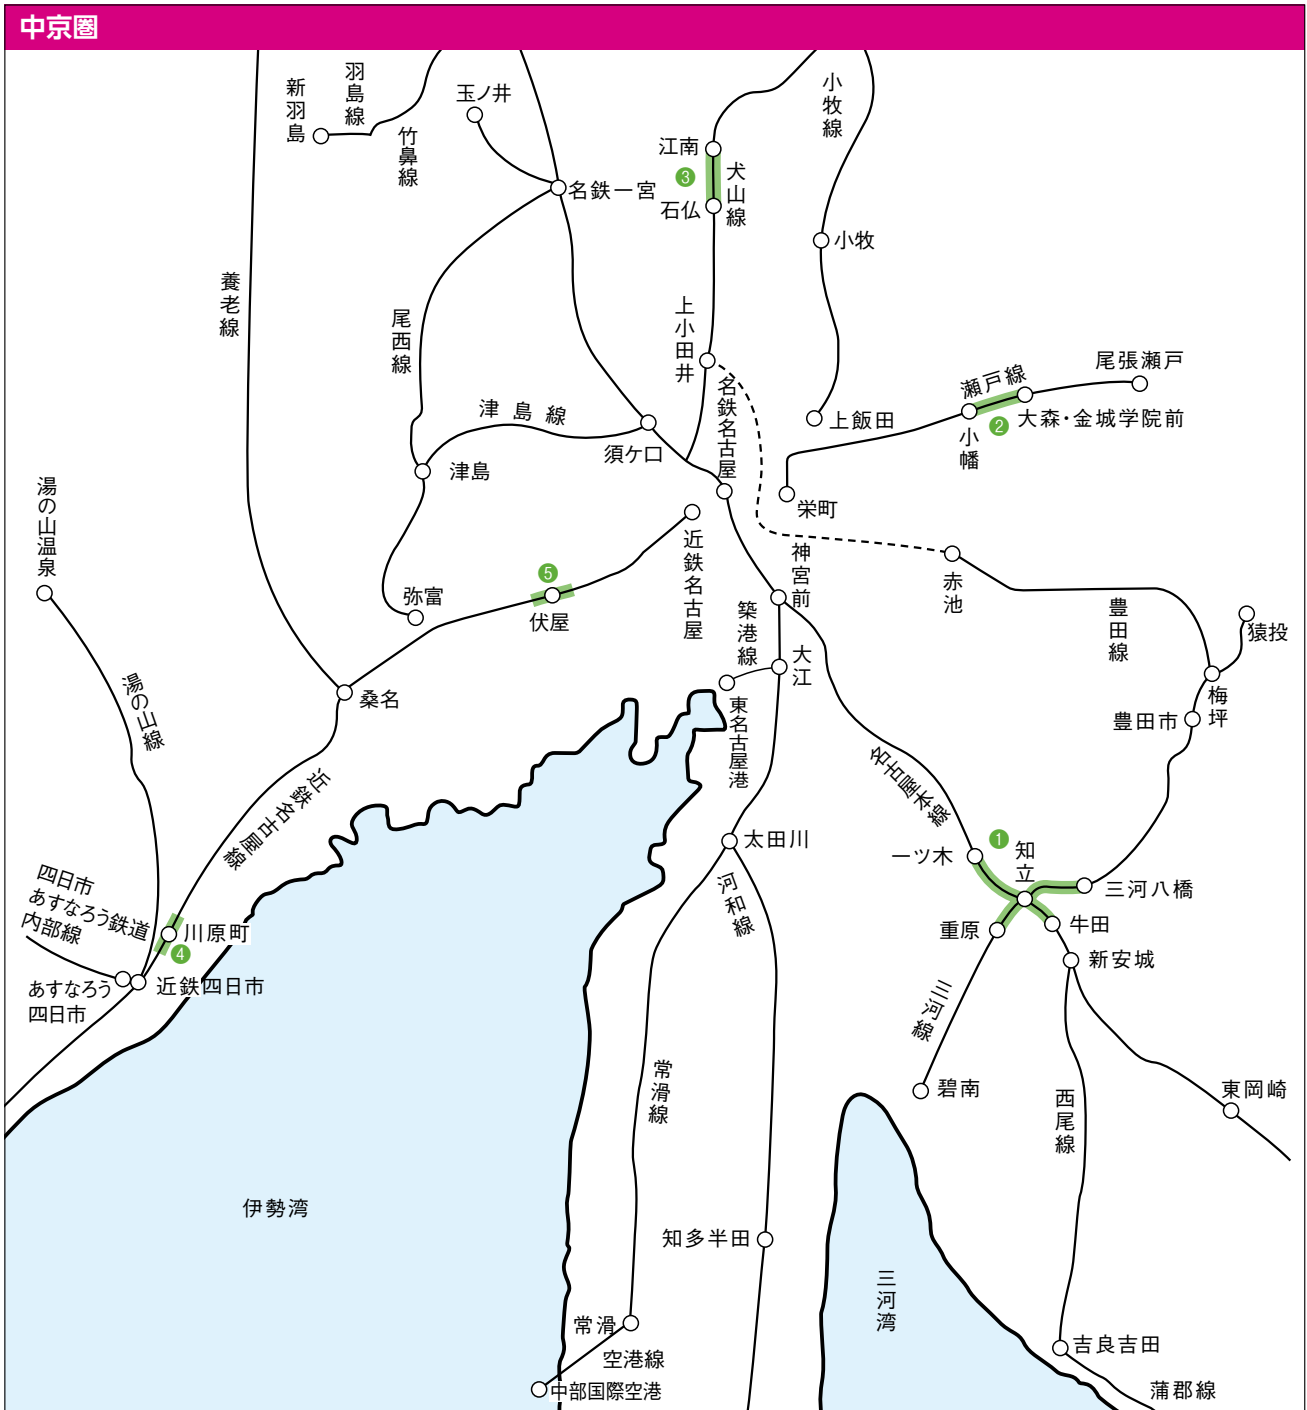 中京圏
新羽島
羽島線
竹鼻線
玉ノ井
名鉄一宮
江南
③
石仏
犬山線
小牧線
小牧
養老線
尾西線
上小田井
名鉄名古屋
上飯田
瀬戸線
尾張瀬戸
②
大森・金城学院前
小幡
栄町
津島線
須ケ口
津島
湯の山温泉
近鉄名古屋
神宮前
赤池
豊田線
猿投
弥富
⑤
伏屋
築港線
大江
東名古屋港
梅坪
豊田市
桑名
湯の山線
近鉄名古屋線
名古屋本線
太田川
河和線
一ツ木
①
知立
三河八橋
重原
牛田
新安城
四日市
あすなろう鉄道
内部線
川原町
④
あすなろう
四日市
近鉄四日市
三河線
碧南
常滑線
西尾線
東岡崎
伊勢湾
知多半田
三河湾
常滑
空港線
中部国際空港
吉良吉田
蒲郡線